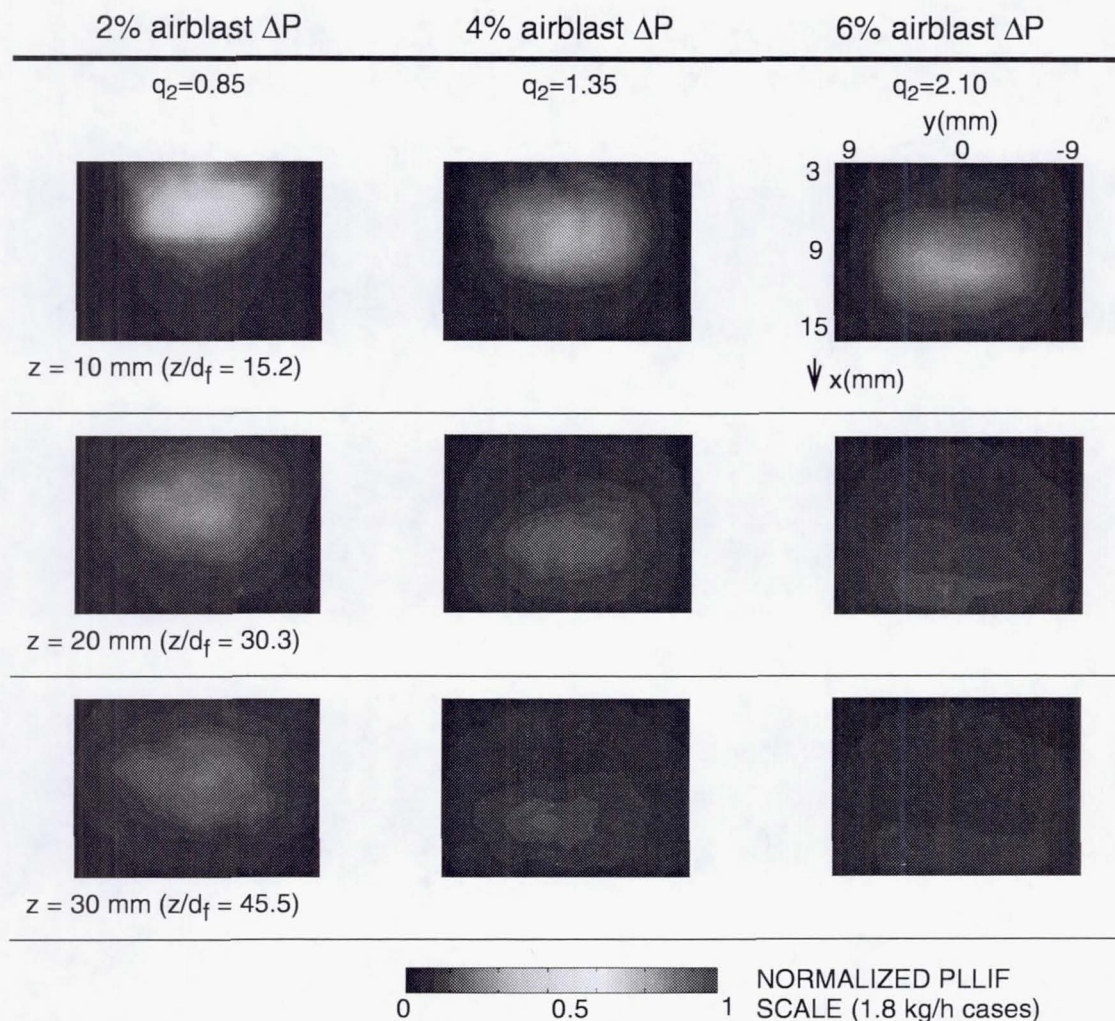 2% airblast ΔP 4% airblast ΔP 6% airblast ΔP
q2=0.85 q2=1.35 q2=2.10
y(mm)
9 0 -9
3
9
15
z = 10 mm (z/df = 15.2)
x(mm)
z = 20 mm (z/df = 30.3)
z = 30 mm (z/df = 45.5)
0 0.5 1
NORMALIZED PLLIF
SCALE (1.8 kg/h cases)